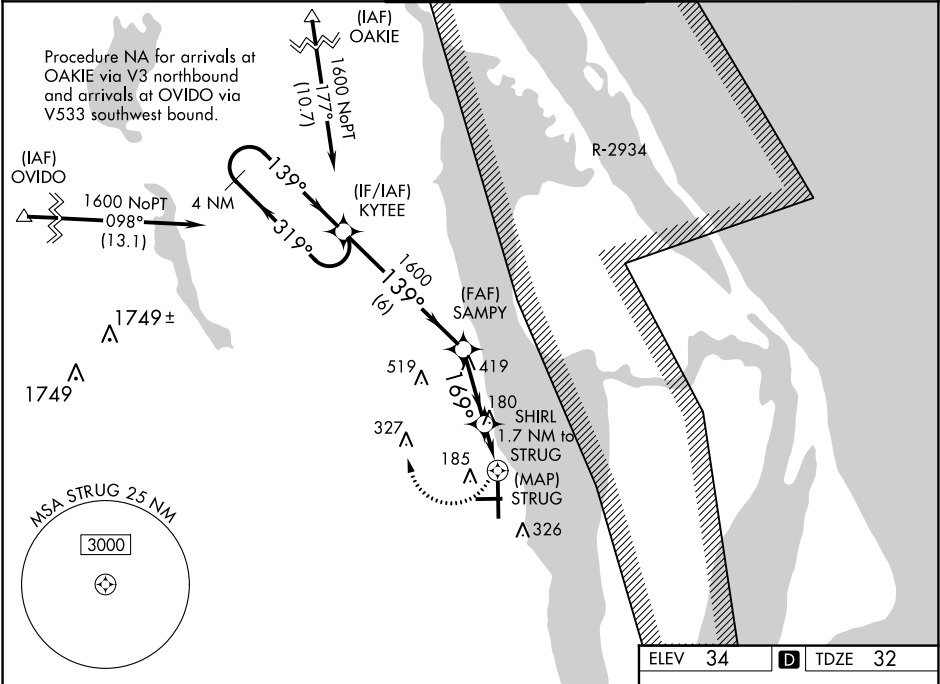 Procedure NA for arrivals at
OAKIE via V3 northbound
and arrivals at OVIDO via
V533 southwest bound.
(IAF)
OAKIE
1600 NoPT
177°
(10.7)
R-2934
(IAF)
OVIDO
1600 NoPT
098°
(13.1)
4 NM
139°
319°
(IF/IAF)
KYTEE
1600
139°
(6)
(FAF)
SAMPY
1749 ±
1749
519
419
169°
180
SHIRL
1.7 NM to
STRUG
327
185
(MAP)
STRUG
326
MSA STRUG 25 NM
3000
ELEV 34 D TDZE 32